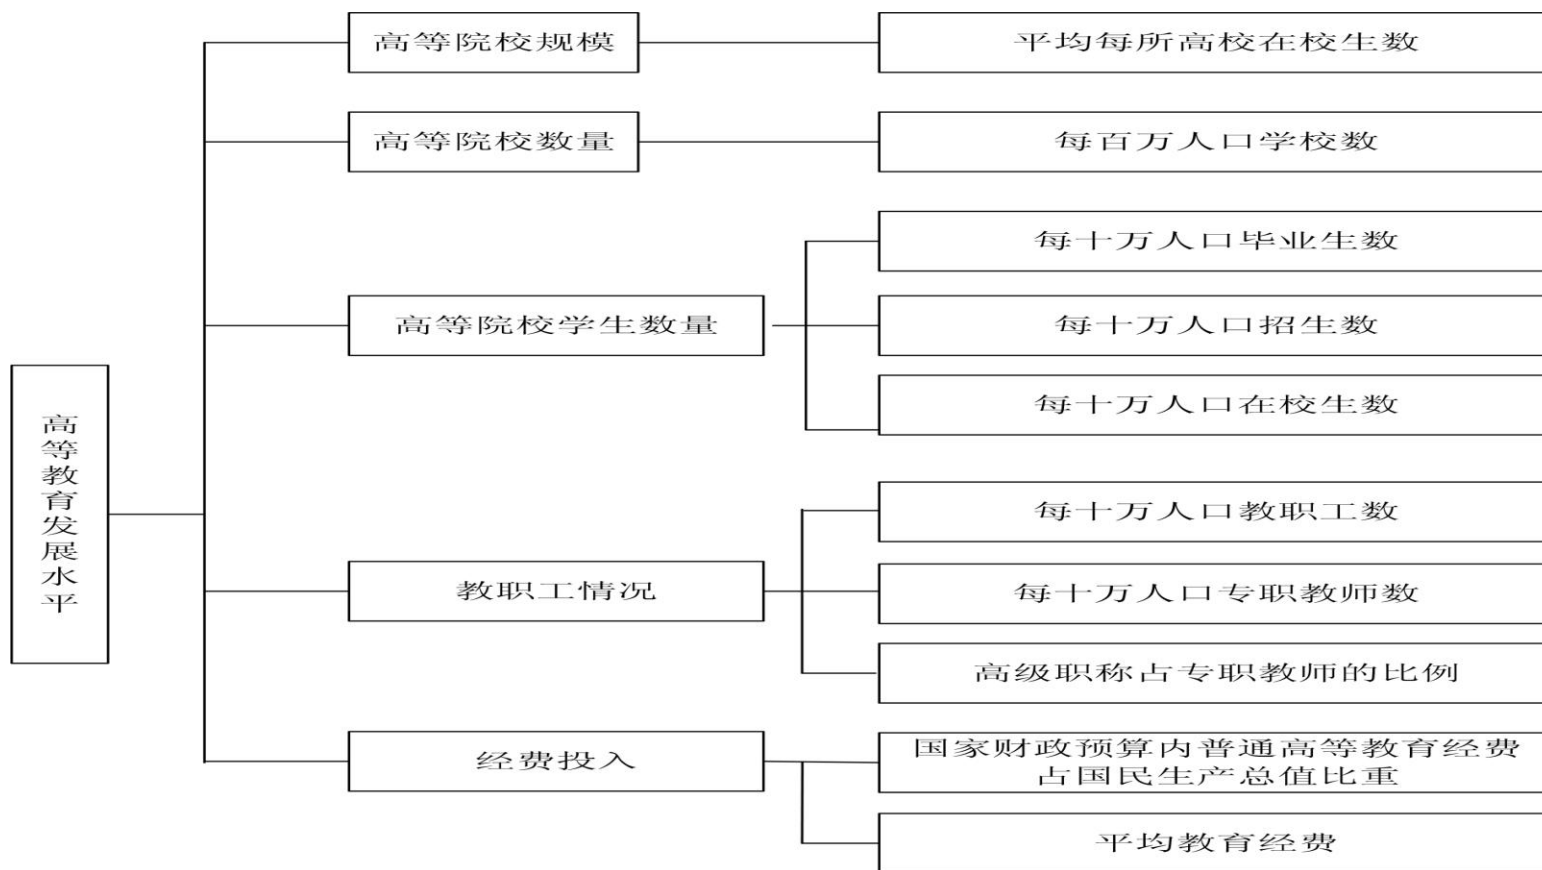 高等教育发展水平
高等院校规模
平均每所高校在校生数
高等院校数量
每百万人口学校数
高等院校学生数量
每十万人口毕业生数
每十万人口招生数
每十万人口在校生数
教职工情况
每十万人口教职工数
每十万人口专职教师数
高级职称占专职教师的比例
经费投入
国家财政预算内普通高等教育经费
占国民生产总值比重
平均教育经费